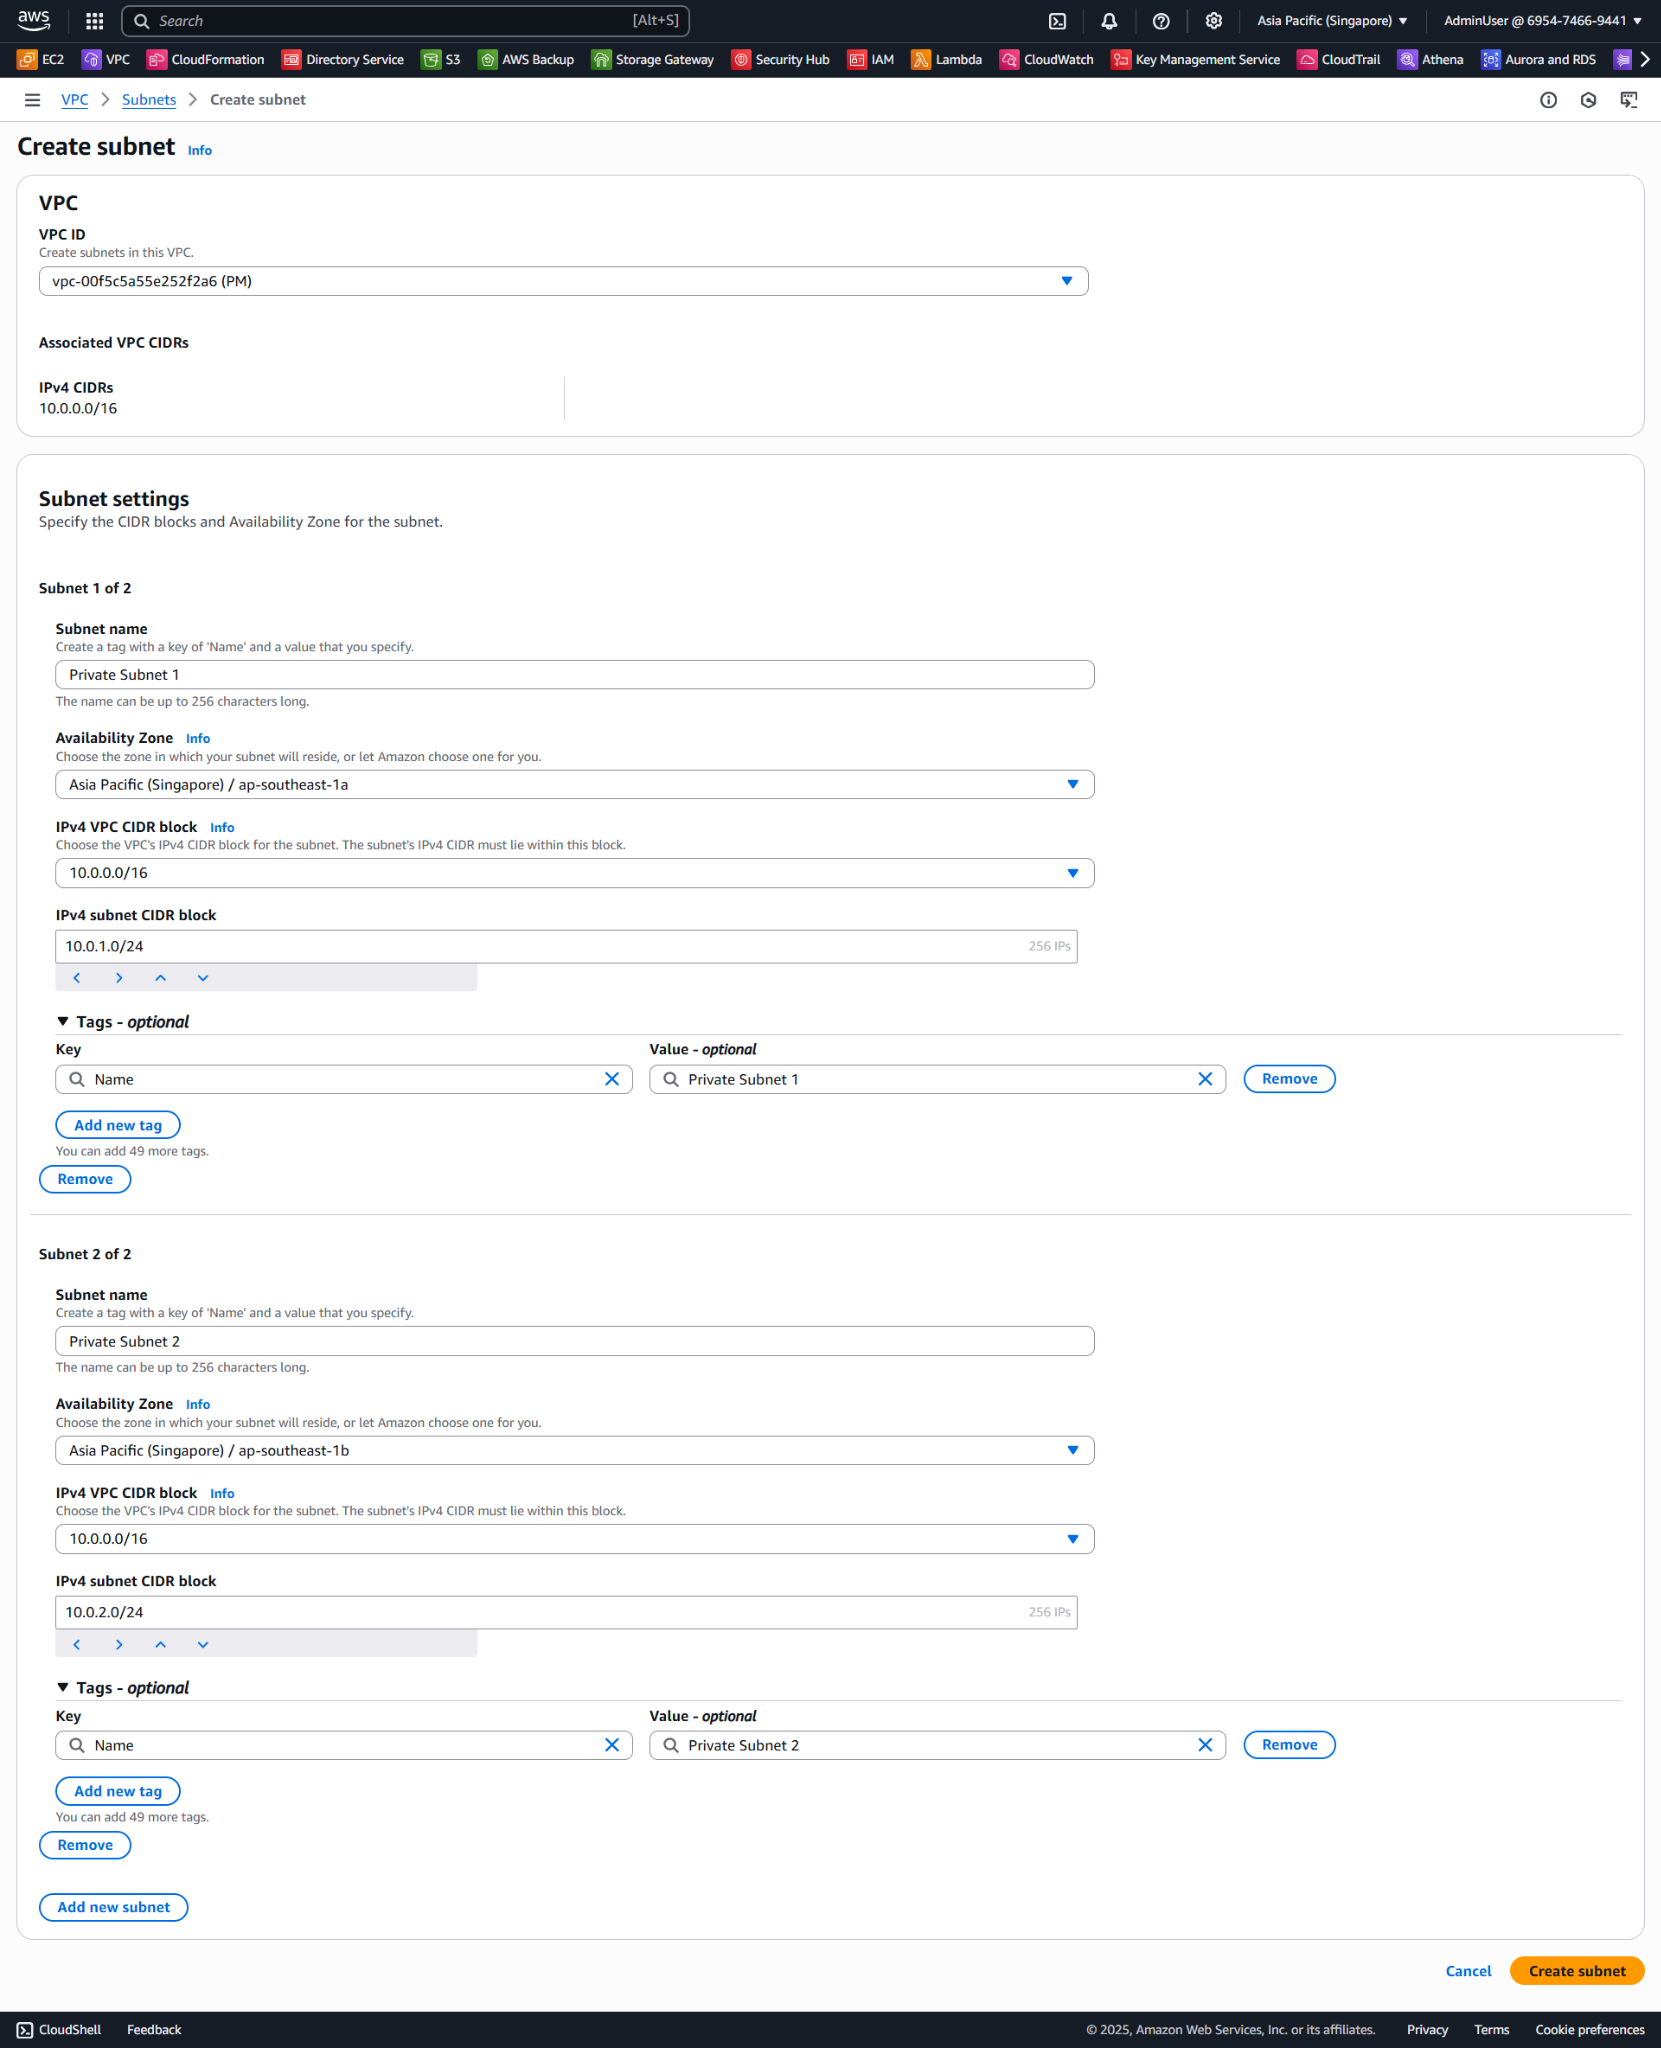 aws
Search [Alt+S]
Asia Pacific (Singapore)
AdminUser @ 6954-7466-9441
EC2 VPC CloudFormation Directory Service S3 AWS Backup Storage Gateway Security Hub IAM Lambda CloudWatch Key Management Service CloudTrail Athena Aurora and RDS
VPC Subnets Create subnet
Create subnet Info
VPC
VPC ID
Create subnets in this VPC.
vpc-00f5c5a55e252f2a6 (PM)
Associated VPC CIDRs
IPv4 CIDRs
10.0.0.0/16
Subnet settings
Specify the CIDR blocks and Availability Zone for the subnet.
Subnet 1 of 2
Subnet name
Create a tag with a key of 'Name' and a value that you specify.
Private Subnet 1
The name can be up to 256 characters long.
Availability Zone Info
Choose the zone in which your subnet will reside, or let Amazon choose one for you.
Asia Pacific (Singapore) / ap-southeast-1a
IPv4 VPC CIDR block Info
Choose the VPC's IPv4 CIDR block for the subnet. The subnet's IPv4 CIDR must lie within this block.
10.0.0.0/16
IPv4 subnet CIDR block
10.0.1.0/24 256 IPs
Tags - optional
Key Value - optional
Name Private Subnet 1 Remove
Add new tag
You can add 49 more tags.
Remove
Subnet 2 of 2
Subnet name
Create a tag with a key of 'Name' and a value that you specify.
Private Subnet 2
The name can be up to 256 characters long.
Availability Zone Info
Choose the zone in which your subnet will reside, or let Amazon choose one for you.
Asia Pacific (Singapore) / ap-southeast-1b
IPv4 VPC CIDR block Info
Choose the VPC's IPv4 CIDR block for the subnet. The subnet's IPv4 CIDR must lie within this block.
10.0.0.0/16
IPv4 subnet CIDR block
10.0.2.0/24 256 IPs
Tags - optional
Key Value - optional
Name Private Subnet 2 Remove
Add new tag
You can add 49 more tags.
Remove
Add new subnet
Cancel Create subnet
CloudShell Feedback © 2025, Amazon Web Services, Inc. or its affiliates. Privacy Terms Cookie preferences